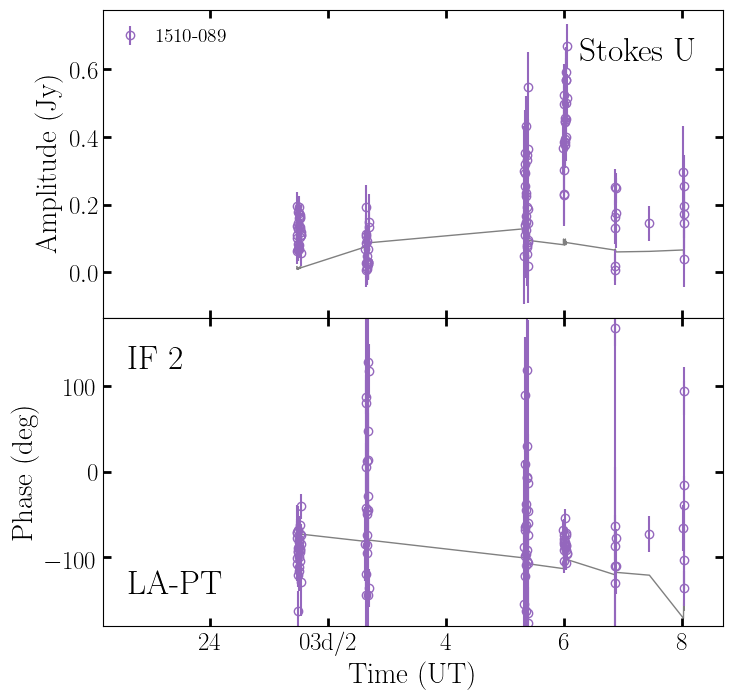 1510-089
Stokes U
0.6
0.4
0.2
0.0
Amplitude (Jy)
IF 2
100
0
−100
Phase (deg)
LA-PT
24 03d/2 4 6 8
Time (UT)